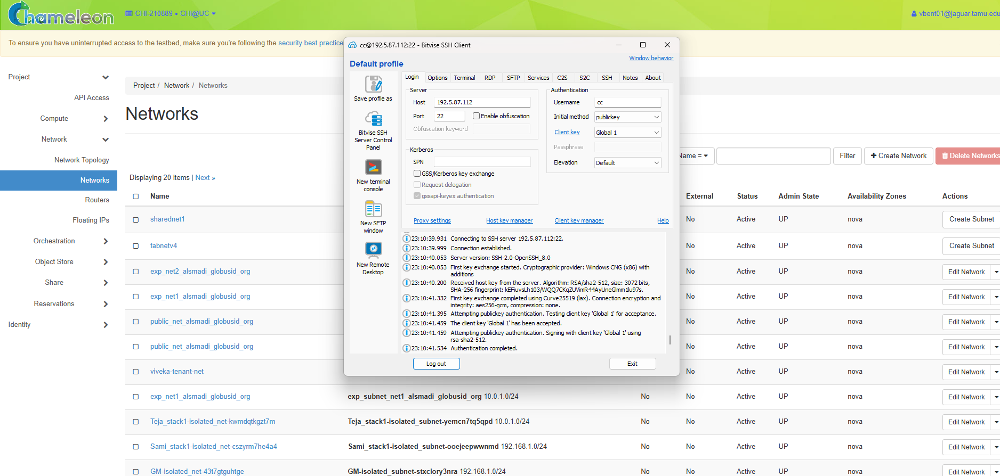 Chameleon
CHI-210889 • CHI@UC
vbent01@jaguar.tamu.edu
To ensure you have uninterrupted access to the testbed, make sure you're following the security best practice
Project
API Access
Compute
Network
Network Topology
Networks
Routers
Floating IPs
Orchestration
Object Store
Share
Reservations
Identity
Project / Network / Networks
Networks
Name =
Filter
Create Network
Delete Networks
Displaying 20 items | Next »
Name External Status Admin State Availability Zones Actions
sharednet1 No Active UP nova Create Subnet
fabnetv4 No Active UP nova Create Subnet
exp_net2_alsmadi_globusid_org No Active UP nova Edit Network
exp_net1_alsmadi_globusid_org No Active UP nova Edit Network
public_net_alsmadi_globusid_org No Active UP nova Edit Network
public_net_alsmadi_globusid_org No Active UP nova Edit Network
viveka-tenant-net No Active UP nova Edit Network
exp_net1_alsmadi_globusid_org exp_subnet_net1_alsmadi_globusid_org 10.0.1.0/24 No No Active UP nova Edit Network
Teja_stack1-isolated_net-kwmdqtkgzt7m Teja_stack1-isolated_subnet-yemcn7tq5qpd 10.0.1.0/24 No No Active UP nova Edit Network
Sami_stack1-isolated_net-cszyrm7he4a4 Sami_stack1-isolated_subnet-ooejeepwwnmd 192.168.1.0/24 No No Active UP nova Edit Network
GM-isolated_net-43t7gtguhtge GM-isolated_subnet-stxclory3nra 192.168.1.0/24 No No Active UP nova Edit Network
cc@192.5.87.112:22 - Bitvise SSH Client
Window behavior
Default profile
Save profile as
Bitvise SSH
Server Control
Panel
New terminal
console
New SFTP
window
New Remote
Desktop
Login Options Terminal RDP SFTP Services C2S S2C SSH Notes About
Server
Host 192.5.87.112
Port 22 Enable obfuscation
Obfuscation keyword
Kerberos
SPN
GSS/Kerberos key exchange
Request delegation
gssapi-keyex authentication
Authentication
Username cc
Initial method publickey
Client key Global 1
Passphrase
Elevation Default
Proxy settings Host key manager Client key manager Help
23:10:39.931 Connecting to SSH server 192.5.87.112:22.
23:10:39.999 Connection established.
23:10:40.053 Server version: SSH-2.0-OpenSSH_8.0
23:10:40.053 First key exchange started. Cryptographic provider: Windows CNG (x86) with
additions
23:10:40.200 Received host key from the server. Algorithm: RSA/sha2-512, size: 3072 bits,
SHA-256 fingerprint: kEFiuvsLh103/WQQ7CKqZUVimR44AyUneGlmm1lu97s.
23:10:41.332 First key exchange completed using Curve25519 (lax). Connection encryption and
integrity: aes256-gcm, compression: none.
23:10:41.395 Attempting publickey authentication. Testing client key 'Global 1' for acceptance.
23:10:41.459 The client key 'Global 1' has been accepted.
23:10:41.459 Attempting publickey authentication. Signing with client key 'Global 1' using
rsa-sha2-512.
23:10:41.534 Authentication completed.
Log out
Exit